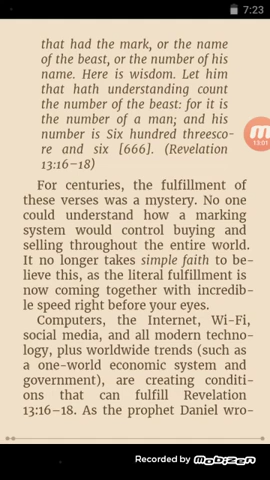 7:23
that had the mark, or the name
of the beast, or the number of his
name. Here is wisdom. Let him
that hath understanding count
the number of the beast: for it is
the number of a man; and his
number is Six hundred threesco-
re and six [666]. (Revelation
13:16–18)
13:01
For centuries, the fulfillment of
these verses was a mystery. No one
could understand how a marking
system would control buying and
selling throughout the entire world.
It no longer takes simple faith to be-
lieve this, as the literal fulfillment is
now coming together with incredib-
le speed right before your eyes.
Computers, the Internet, Wi-Fi,
social media, and all modern techno-
logy, plus worldwide trends (such as
a one-world economic system and
government), are creating conditi-
ons that can fulfill Revelation
13:16–18. As the prophet Daniel wro-
Recorded by Mobizen